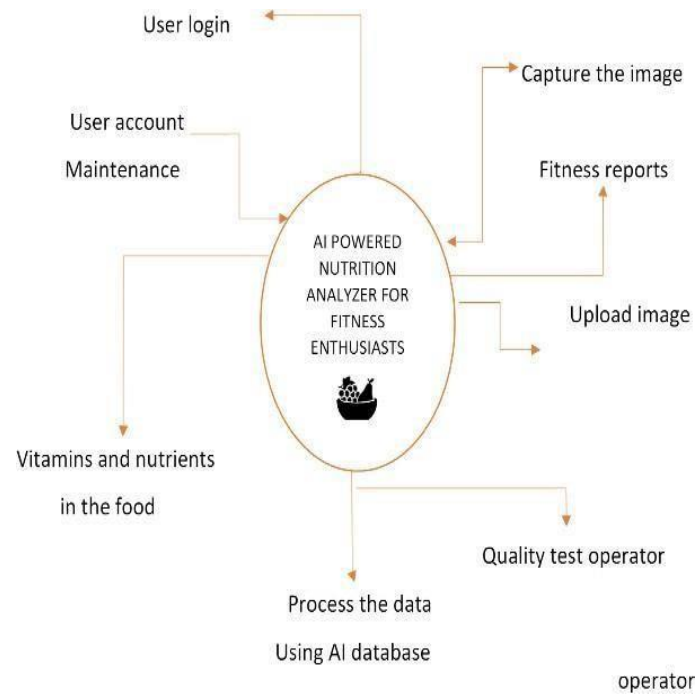 User login
Capture the image
User account
Maintenance
Fitness reports
AI POWERED
NUTRITION
ANALYZER FOR
FITNESS
ENTHUSIASTS
Upload image
Vitamins and nutrients
in the food
Quality test operator
Process the data
Using AI database
operator